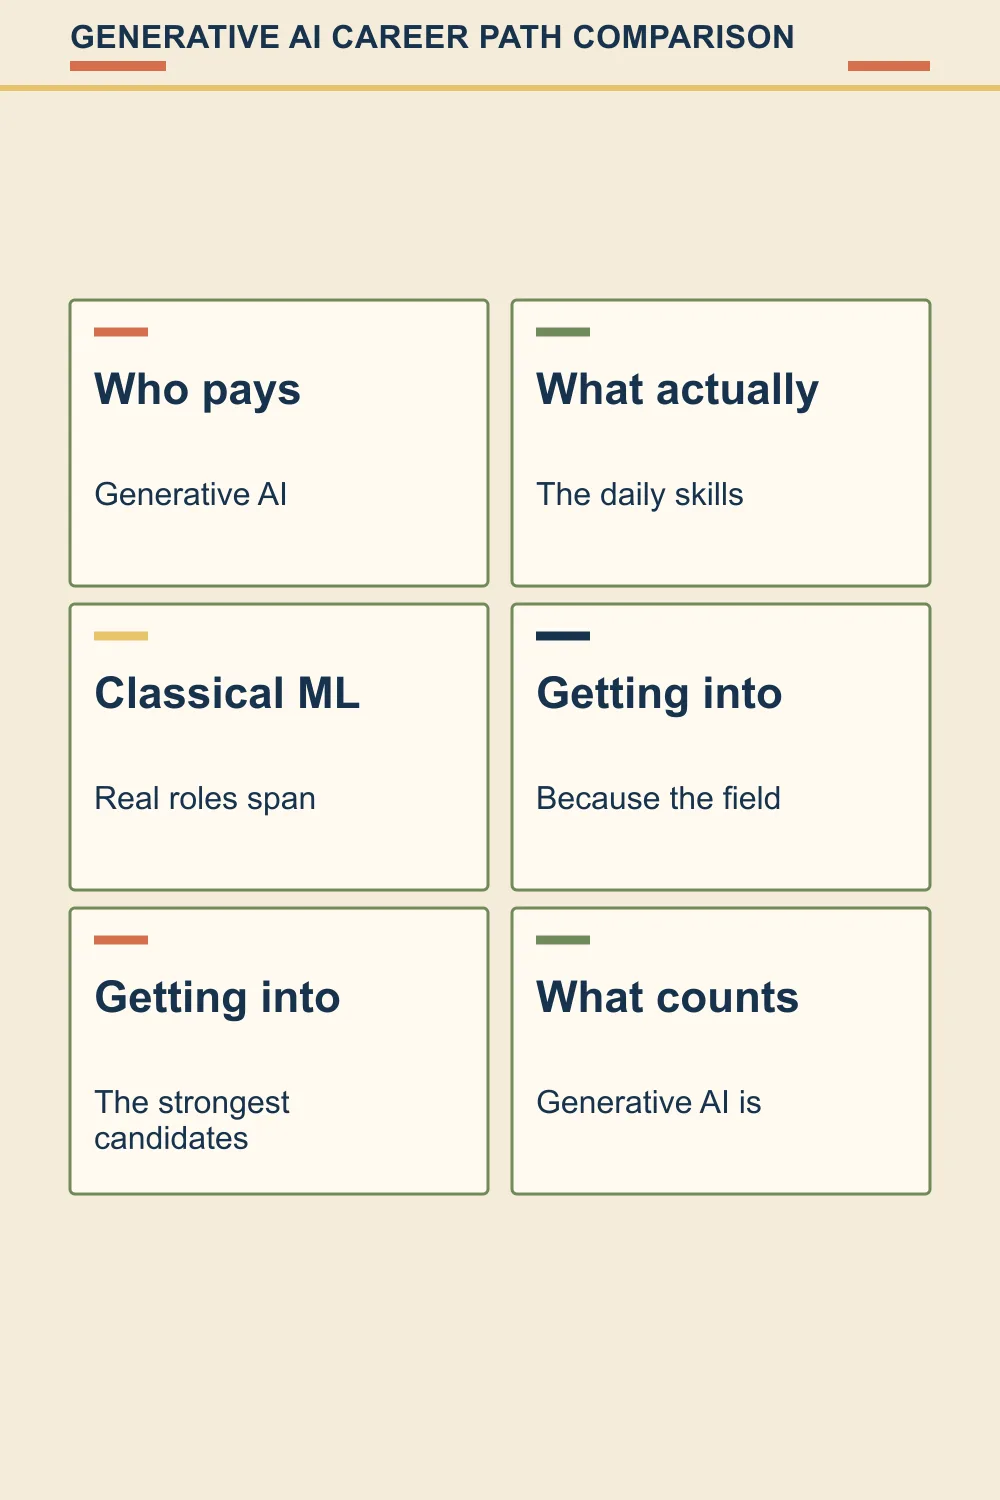 GENERATIVE AI CAREER PATH COMPARISON
Who pays
Generative AI
What actually
The daily skills
Classical ML
Real roles span
Getting into
Because the field
Getting into
The strongest
candidates
What counts
Generative AI is